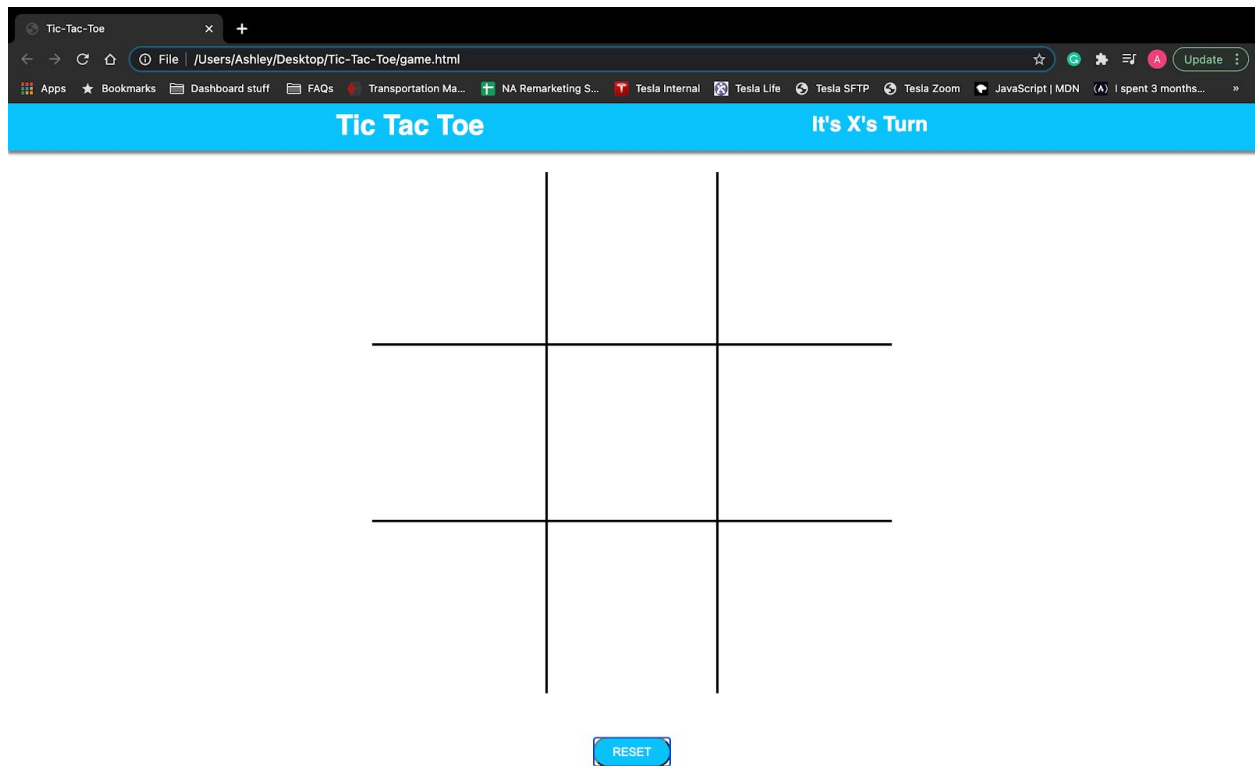 Tic-Tac-Toe
File | /Users/Ashley/Desktop/Tic-Tac-Toe/game.html A Update
Apps Bookmarks Dashboard stuff FAQs Transportation Ma... NA Remarketing S... Tesla Internal Tesla Life Tesla SFTP Tesla Zoom JavaScript | MDN (A) I spent 3 months... »
Tic Tac Toe It's X's Turn
RESET